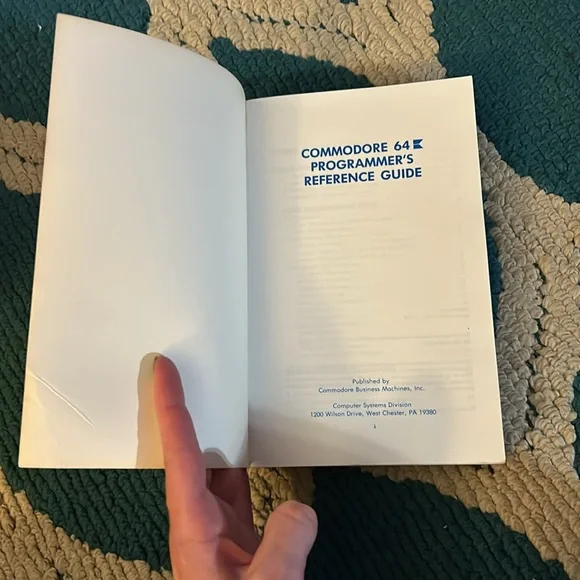 COMMODORE 64
PROGRAMMER'S
REFERENCE GUIDE
Published by
Commodore Business Machines, Inc.
Computer Systems Division
1200 Wilson Drive, West Chester, PA 19380
i